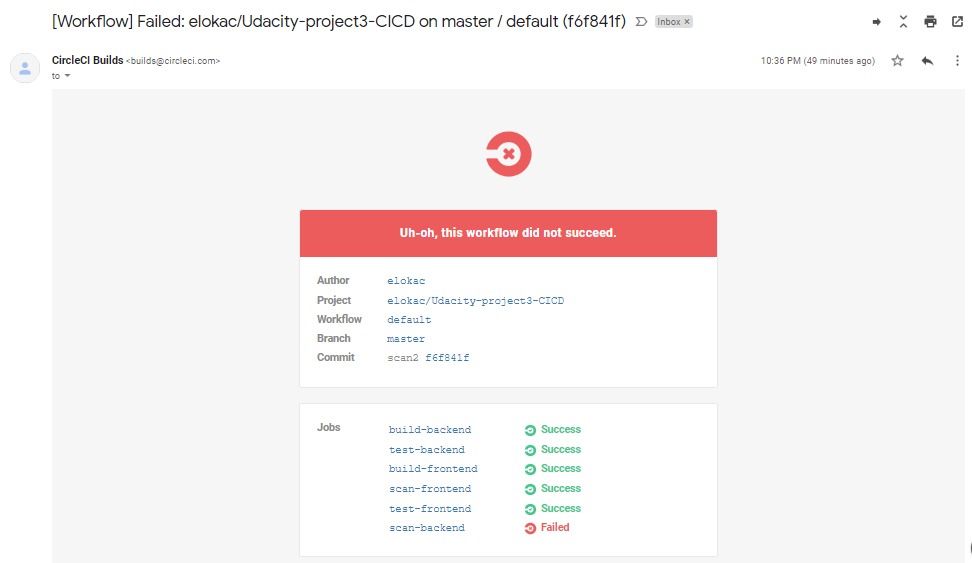 [Workflow] Failed: elokac/Udacity-project3-CICD on master / default (f6f841f) Inbox ×
CircleCI Builds <builds@circleci.com> 10:36 PM (49 minutes ago)
to
Uh-oh, this workflow did not succeed.
Author elokac
Project elokac/Udacity-project3-CICD
Workflow default
Branch master
Commit scan2 f6f841f
Jobs build-backend Success
test-backend Success
build-frontend Success
scan-frontend Success
test-frontend Success
scan-backend Failed